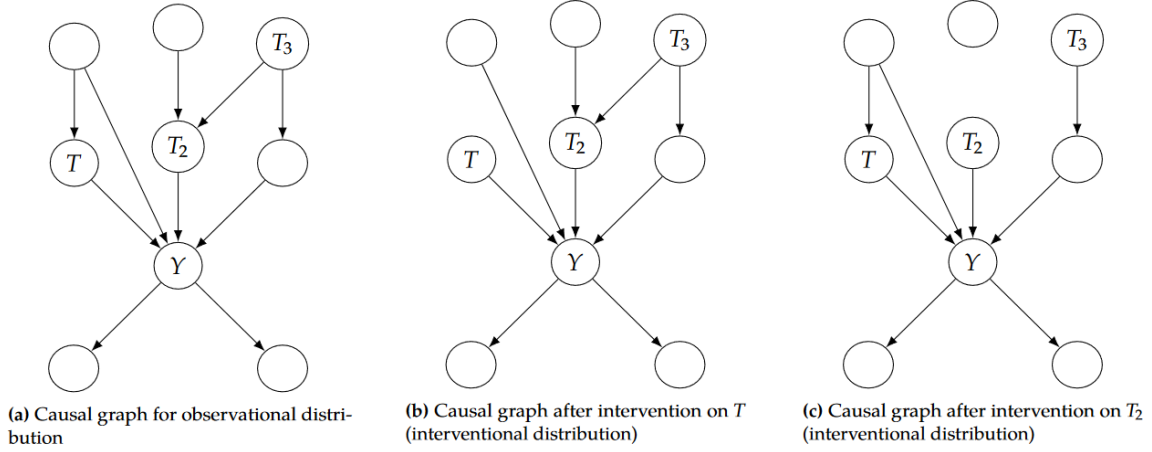 T₃
T
T₂
Y
(a) Causal graph for observational distri-
bution
T₃
T
T₂
Y
(b) Causal graph after intervention on T
(interventional distribution)
T₃
T
T₂
Y
(c) Causal graph after intervention on T₂
(interventional distribution)